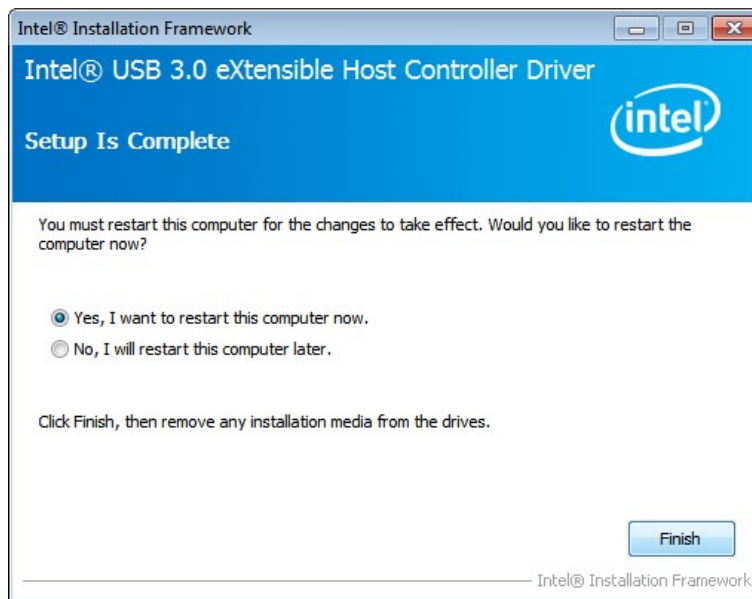 Intel® Installation Framework
Intel® USB 3.0 eXtensible Host Controller Driver
intel®
Setup Is Complete
You must restart this computer for the changes to take effect. Would you like to restart the
computer now?
Yes, I want to restart this computer now.
No, I will restart this computer later.
Click Finish, then remove any installation media from the drives.
Finish
Intel® Installation Framework